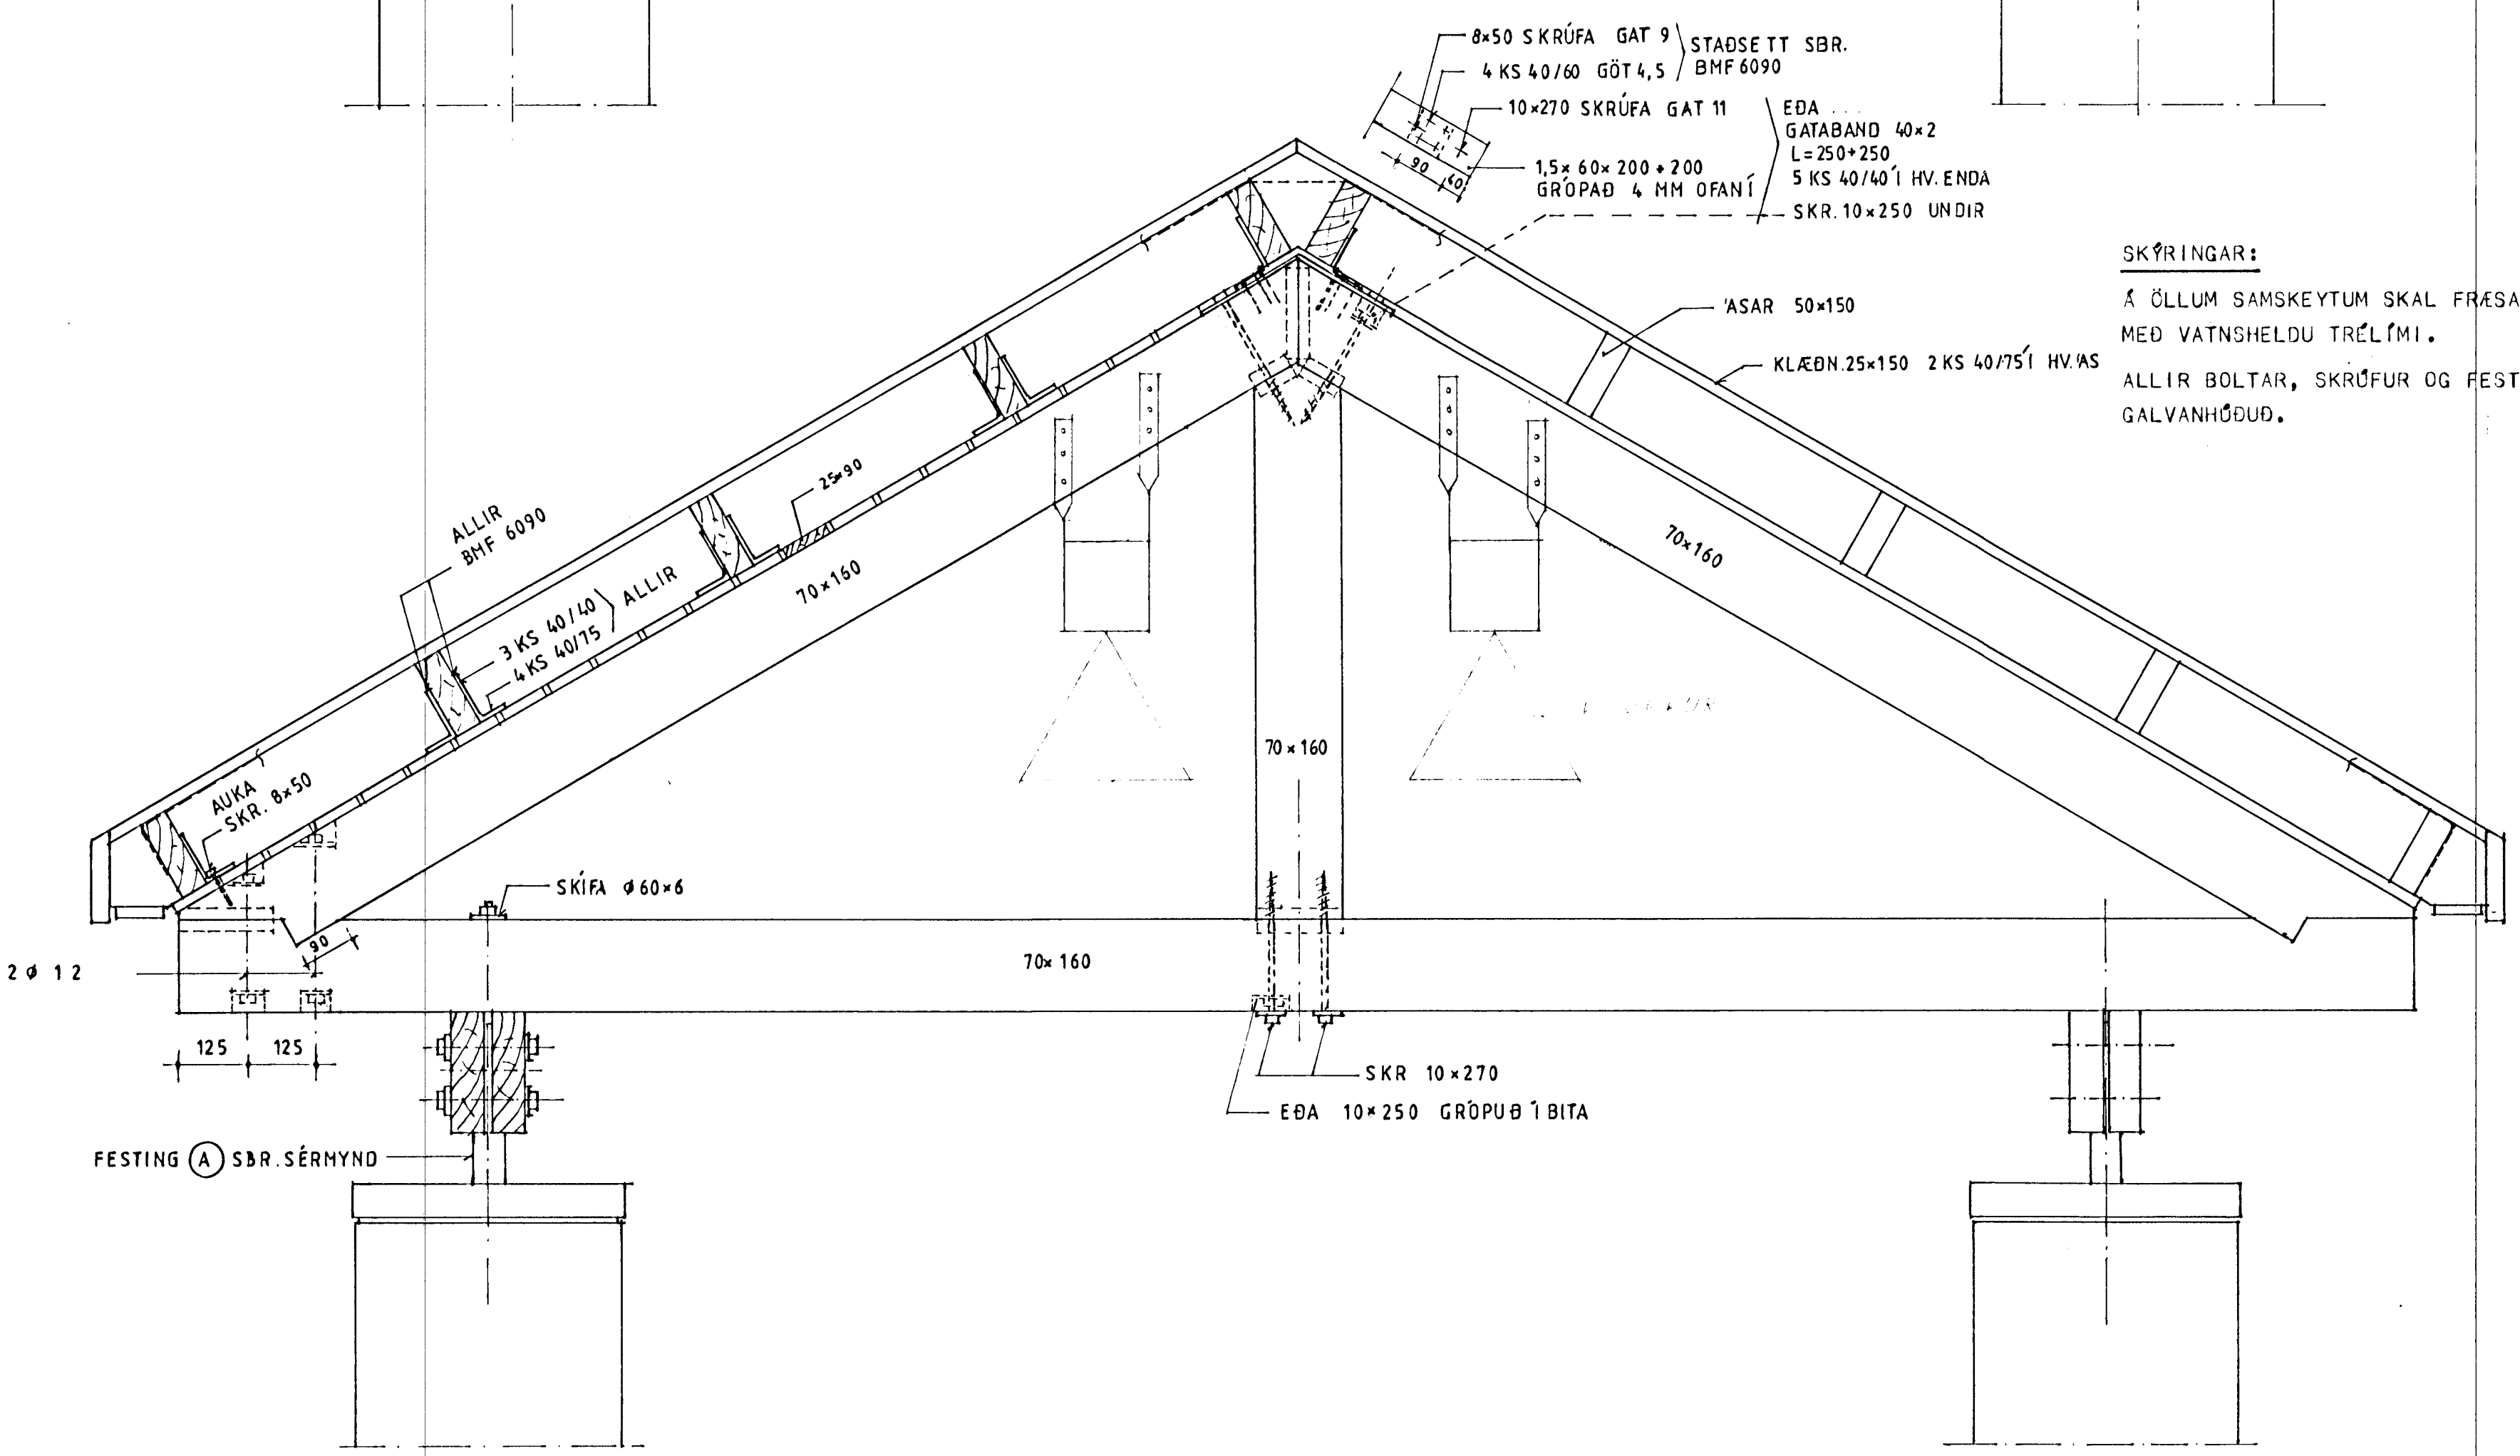 8×50 SKRÚFA GAT 9
4 KS 40/60 GÖT 4,5
STAÐSETT SBR.
BMF 6090
10×270 SKRÚFA GAT 11
1,5×60×200+200
GRÓPAÐ 4 MM OFANÍ
EÐA ...
GATABAND 40×2
L=250+250
5 KS 40/40 Í HV. ENDA
SKR. 10×250 UNDIR
90
40
SKÝRINGAR:
Á ÖLLUM SAMSKEYTUM SKAL FRÆSA
MEÐ VATNSHELDU TRÉLÍMI.
ALLIR BOLTAR, SKRÚFUR OG FEST
GALVANHÚÐUÐ.
ÁSAR 50×150
KLÆÐN. 25×150 2 KS 40/75 Í HV. ÁS
25×90
ALLIR
BMF 6090
3 KS 40/40
4 KS 40/75
ALLIR
70×160
70×160
70×160
AUKA
SKR. 8×50
SKÍFA Ø60×6
90
2 Ø 12
70×160
125
125
SKR 10×270
EÐA 10×250 GRÓPUÐ Í BITA
FESTING A SBR. SÉRMYND